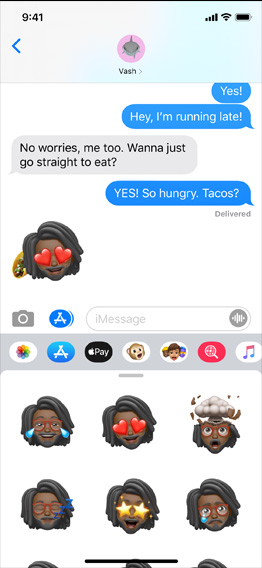 9:41
Vash
Yes!
Hey, I'm running late!
No worries, me too. Wanna just
go straight to eat?
YES! So hungry. Tacos?
Delivered
iMessage
Pay